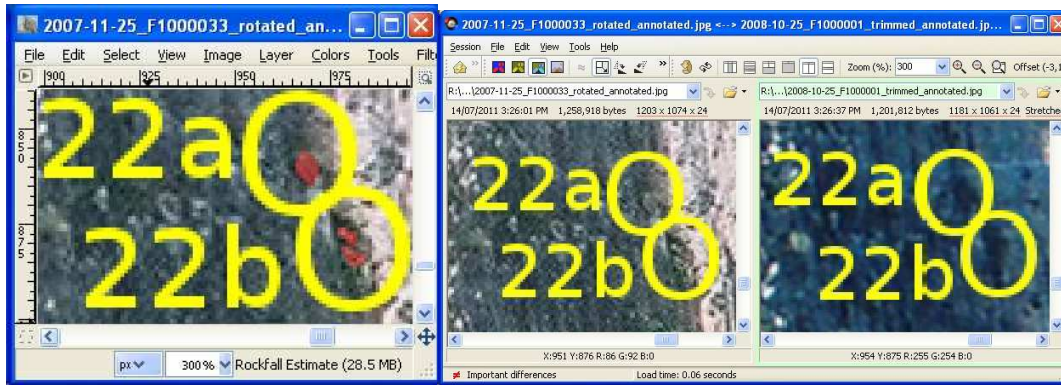 2007-11-25_F1000033_rotated_an...
File Edit Select View Image Layer Colors Tools Filte
900 925 950 975
850
875
22a
22b
px 300% Rockfall Estimate (28.5 MB)
2007-11-25_F1000033_rotated_annotated.jpg <--> 2008-10-25_F1000001_trimmed_annotated.jp...
Session File Edit View Tools Help
Zoom (%): 300 Offset (-3,1
R:\...\2007-11-25_F1000033_rotated_annotated.jpg
R:\...\2008-10-25_F1000001_trimmed_annotated.jpg
14/07/2011 3:26:01 PM 1,258,918 bytes 1203 x 1074 x 24
14/07/2011 3:26:37 PM 1,201,812 bytes 1181 x 1061 x 24 Stretche
22a
22b
22a
22b
X:951 Y:876 R:86 G:92 B:0
X:954 Y:875 R:255 G:254 B:0
Important differences Load time: 0.06 seconds